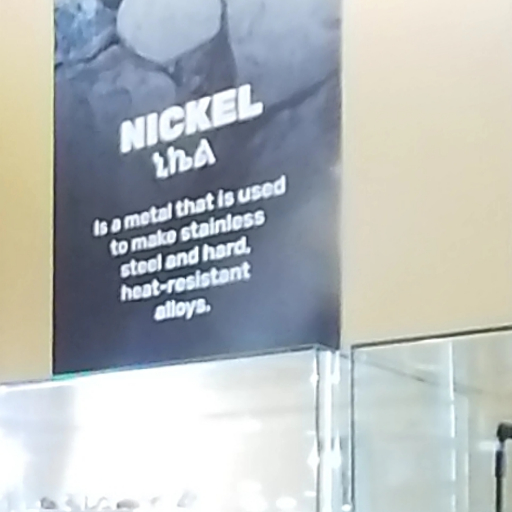 NICKEL
ኒኬል
is a metal that is used
to make stainless
steel and hard,
heat-resistant
alloys.